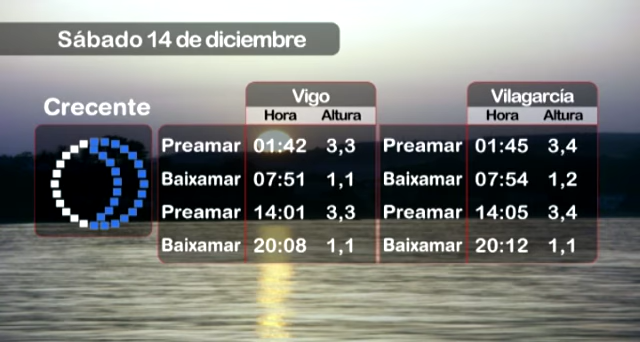 Sábado 14 de diciembre
Crecente
Vigo
Hora Altura
Preamar 01:42 3,3
Baixamar 07:51 1,1
Preamar 14:01 3,3
Baixamar 20:08 1,1
Vilagarcía
Hora Altura
Preamar 01:45 3,4
Baixamar 07:54 1,2
Preamar 14:05 3,4
Baixamar 20:12 1,1